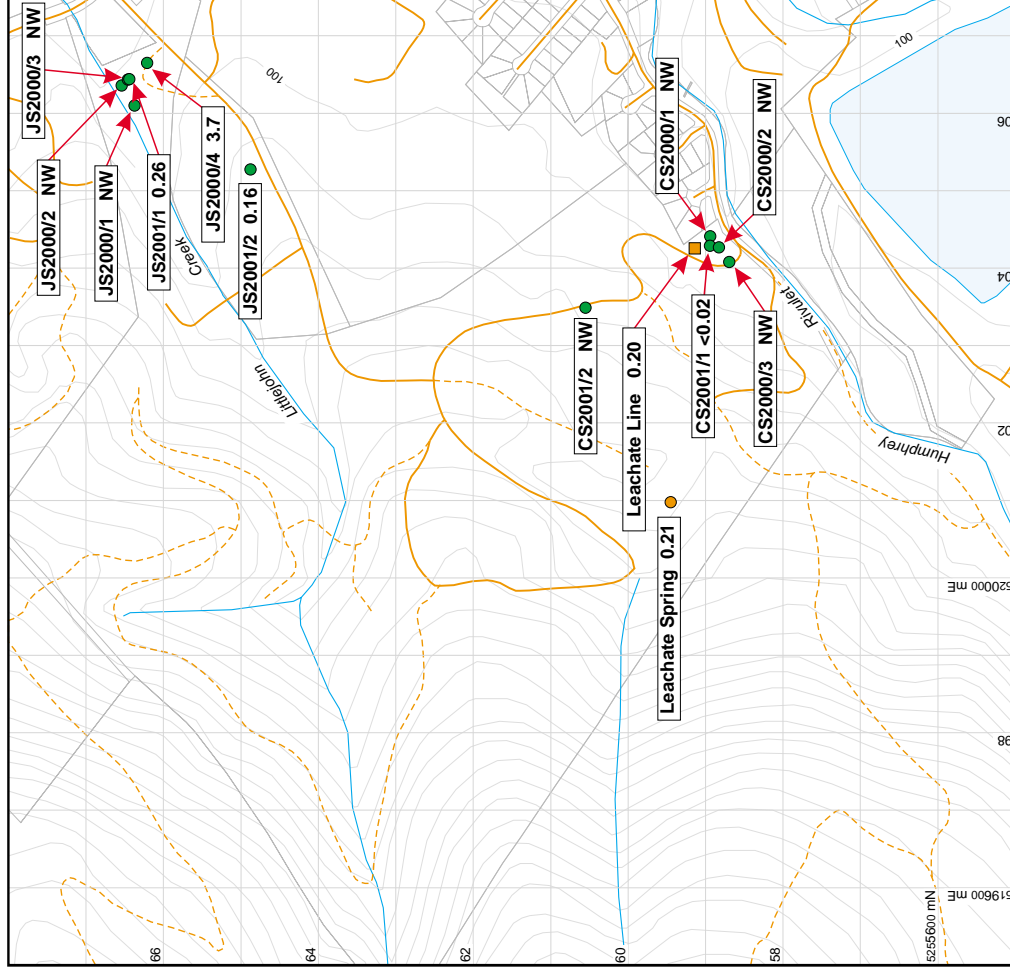 JS2000/3 NW
JS2000/2 NW
JS2000/1 NW
JS2001/1 0.26
JS2000/4 3.7
JS2001/2 0.16
100
Littlejohn Creek
CS2000/1 NW
CS2000/2 NW
CS2001/2 NW
Leachate Line 0.20
CS2001/1 <0.02
CS2000/3 NW
Leachate Spring 0.21
Humphrey Rivulet
100
66
64
62
60
58
5255600 mN
519600 mE
98
520000 mE
02
04
06